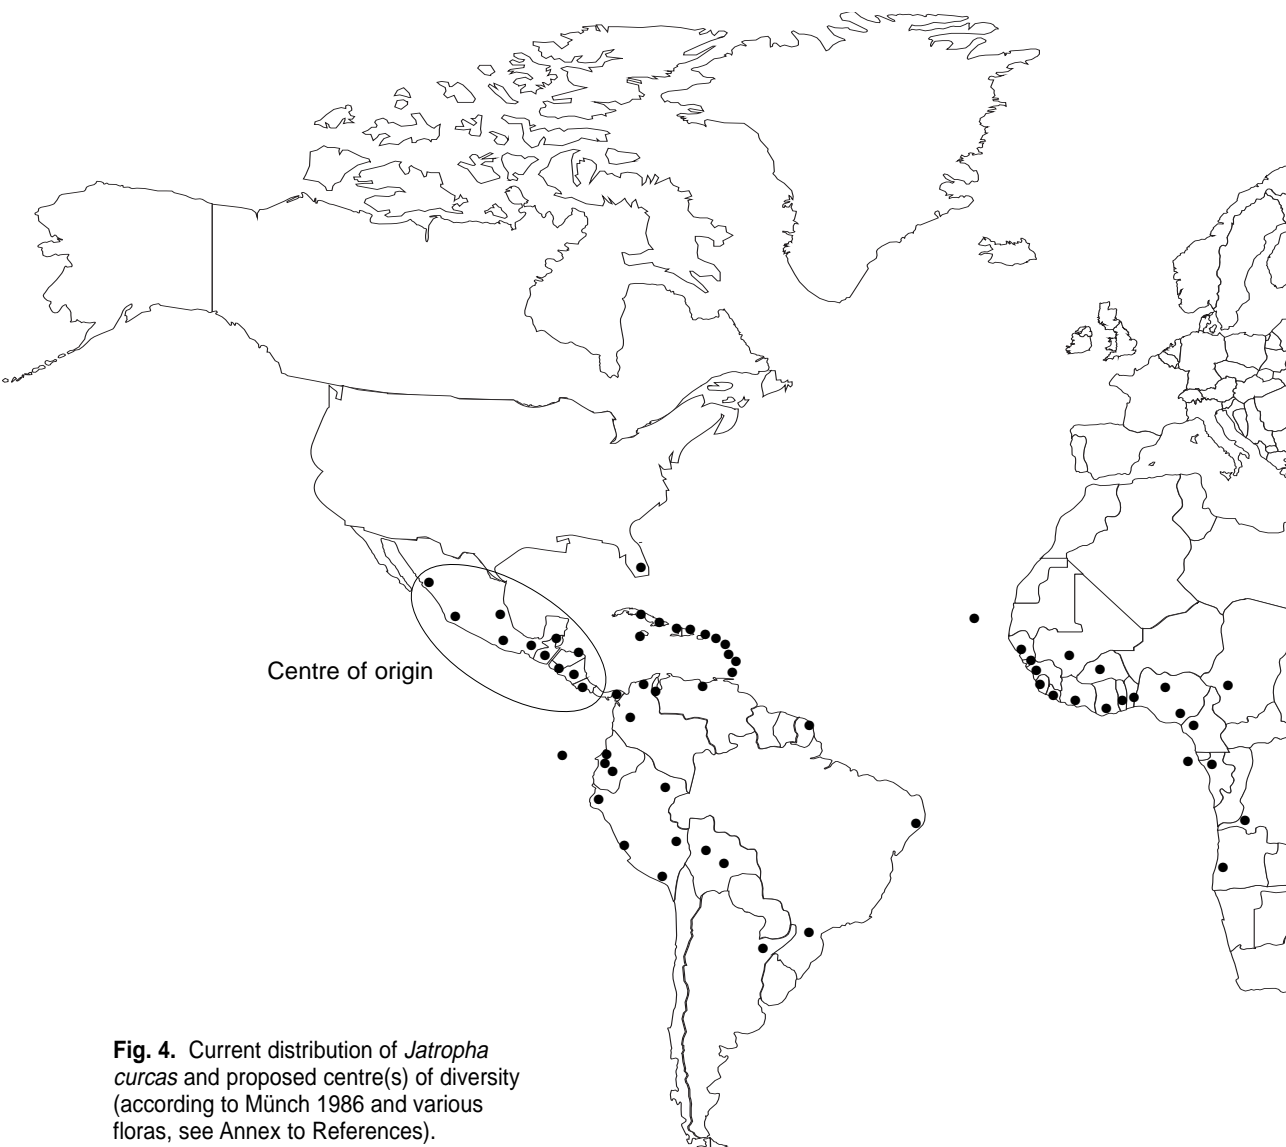 Centre of origin
Fig. 4. Current distribution of Jatropha
curcas and proposed centre(s) of diversity
(according to Münch 1986 and various
floras, see Annex to References).